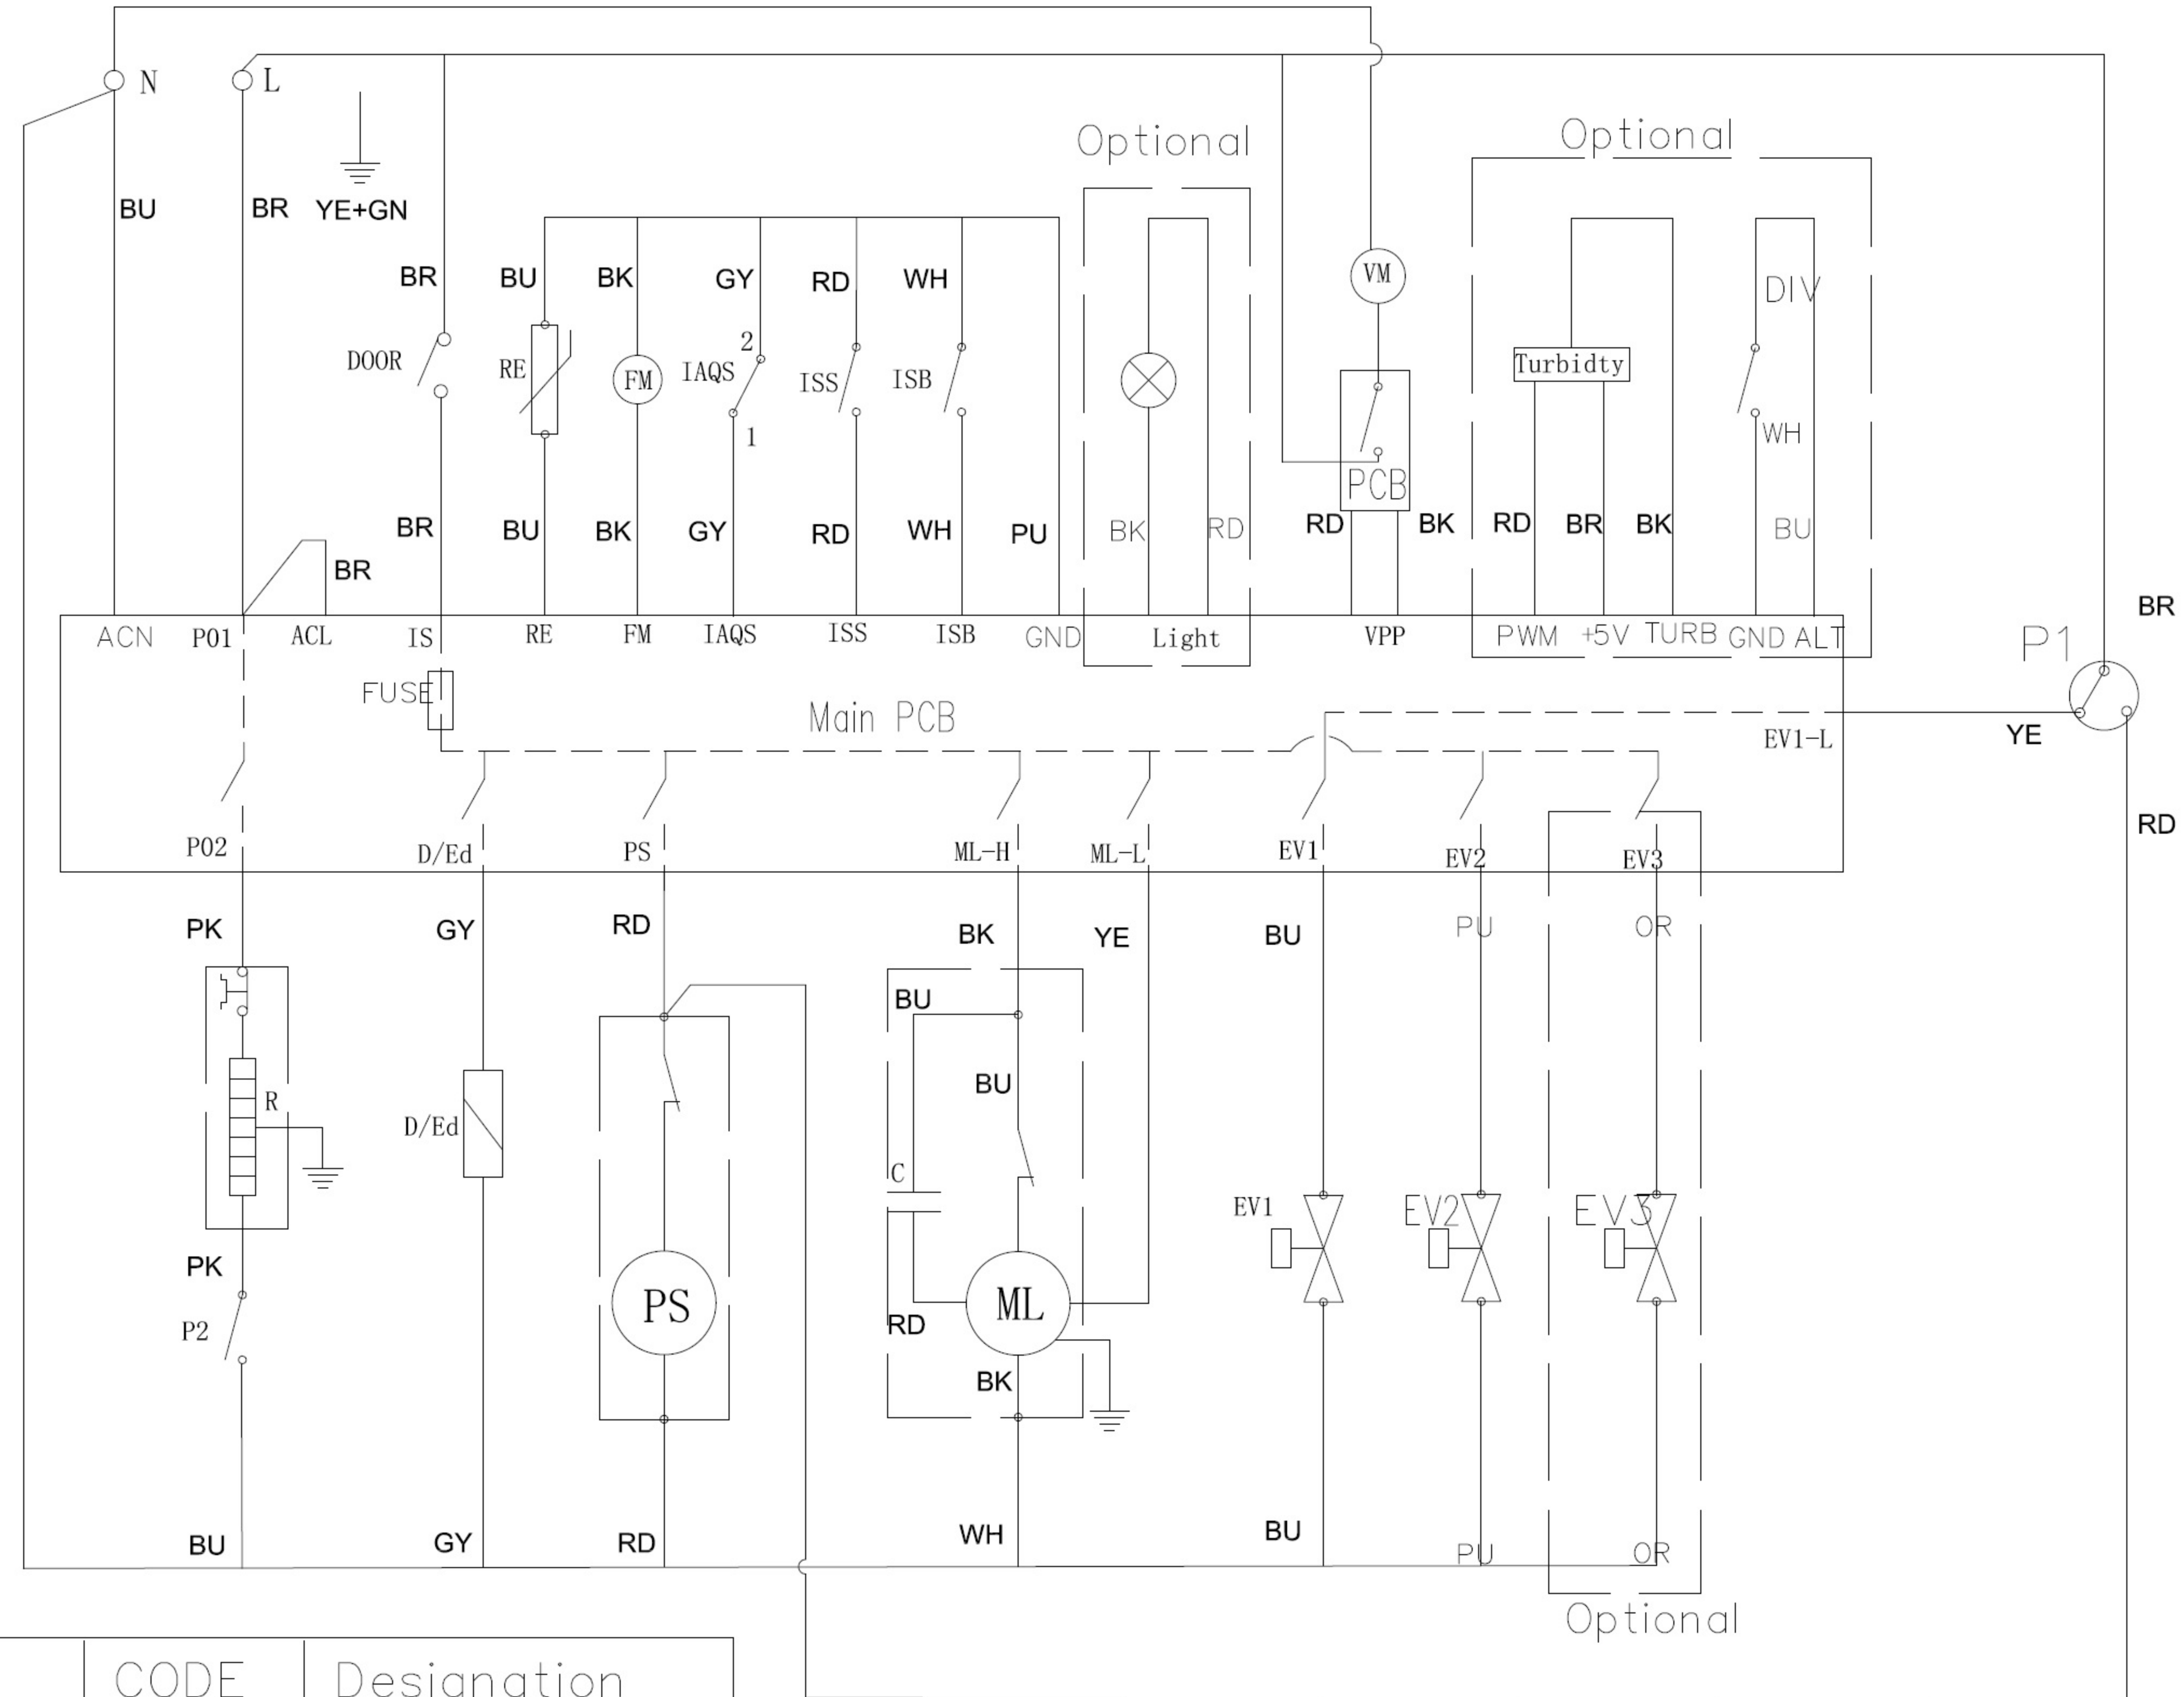 N
L
Optional
Optional
BU
BR
YE+GN
BR
BU
BK
GY
RD
WH
VM
DIV
DOOR
RE
FM
IAQS
2
1
ISS
ISB
Turbidty
WH
PCB
BR
BR
BU
BK
GY
RD
WH
PU
BK
RD
RD
BK
RD
BR
BK
BU
BR
ACN
P01
ACL
IS
RE
FM
IAQS
ISS
ISB
GND
Light
VPP
PWM
+5V
TURB
GND
ALT
P1
FUSE
Main PCB
EV1-L
YE
RD
P02
D/Ed
PS
ML-H
ML-L
EV1
EV2
EV3
PK
GY
RD
BK
YE
BU
PU
OR
BU
BU
R
D/Ed
C
EV1
EV2
EV3
PK
P2
PS
ML
RD
BK
BU
GY
RD
WH
BU
PU
OR
Optional
CODE
Designation